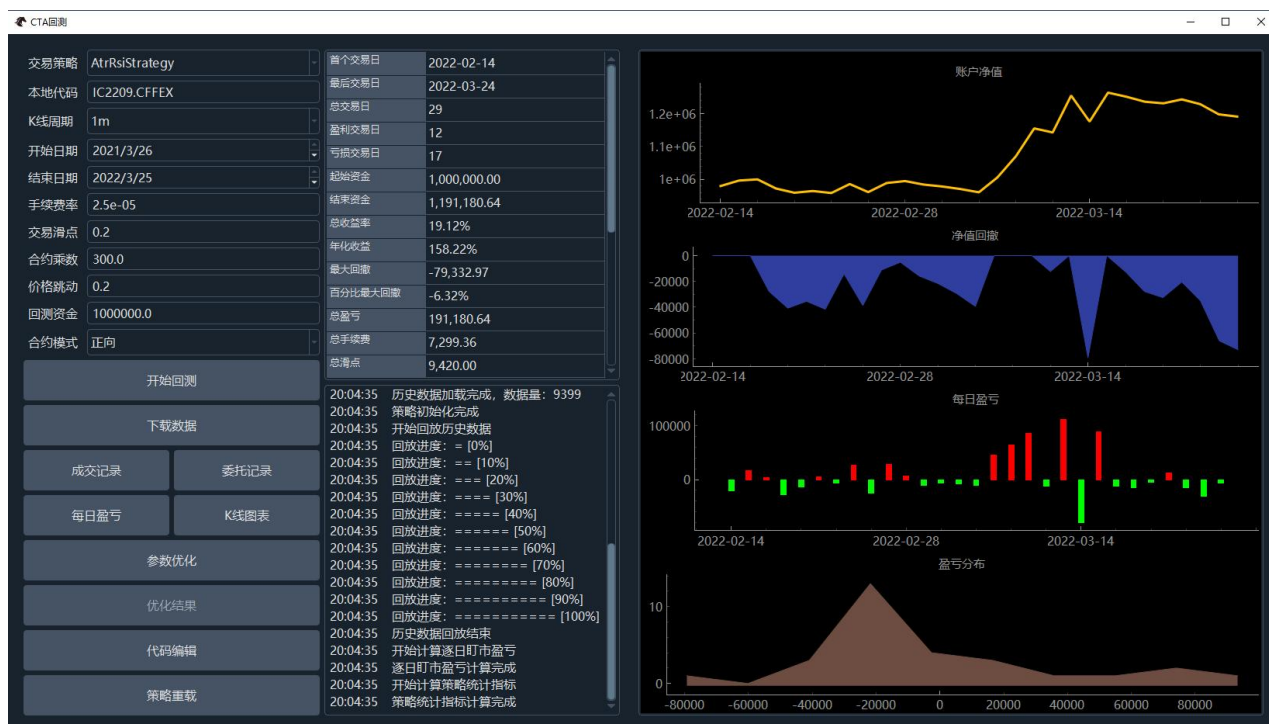 CTA回测
交易策略 AtrRsiStrategy
本地代码 IC2209.CFFEX
K线周期 1m
开始日期 2021/3/26
结束日期 2022/3/25
手续费率 2.5e-05
交易滑点 0.2
合约乘数 300.0
价格跳动 0.2
回测资金 1000000.0
合约模式 正向
开始回测
下载数据
成交记录 委托记录
每日盈亏 K线图表
参数优化
优化结果
代码编辑
策略重载
首个交易日 2022-02-14
最后交易日 2022-03-24
总交易日 29
盈利交易日 12
亏损交易日 17
起始资金 1,000,000.00
结束资金 1,191,180.64
总收益率 19.12%
年化收益 158.22%
最大回撤 -79,332.97
百分比最大回撤 -6.32%
总盈亏 191,180.64
总手续费 7,299.36
总滑点 9,420.00
20:04:35 历史数据加载完成，数据量：9399
20:04:35 策略初始化完成
20:04:35 开始回放历史数据
20:04:35 回放进度：= [0%]
20:04:35 回放进度：== [10%]
20:04:35 回放进度：=== [20%]
20:04:35 回放进度：==== [30%]
20:04:35 回放进度：===== [40%]
20:04:35 回放进度：====== [50%]
20:04:35 回放进度：======= [60%]
20:04:35 回放进度：======== [70%]
20:04:35 回放进度：========= [80%]
20:04:35 回放进度：========== [90%]
20:04:35 回放进度：=========== [100%]
20:04:35 历史数据回放结束
20:04:35 开始计算逐日盯市盈亏
20:04:35 逐日盯市盈亏计算完成
20:04:35 开始计算策略统计指标
20:04:35 策略统计指标计算完成
账户净值
1.2e+06
1.1e+06
1e+06
2022-02-14 2022-02-28 2022-03-14
净值回撤
0
-20000
-40000
-60000
-80000
2022-02-14 2022-02-28 2022-03-14
每日盈亏
100000
0
2022-02-14 2022-02-28 2022-03-14
盈亏分布
10
0
-80000 -60000 -40000 -20000 0 20000 40000 60000 80000